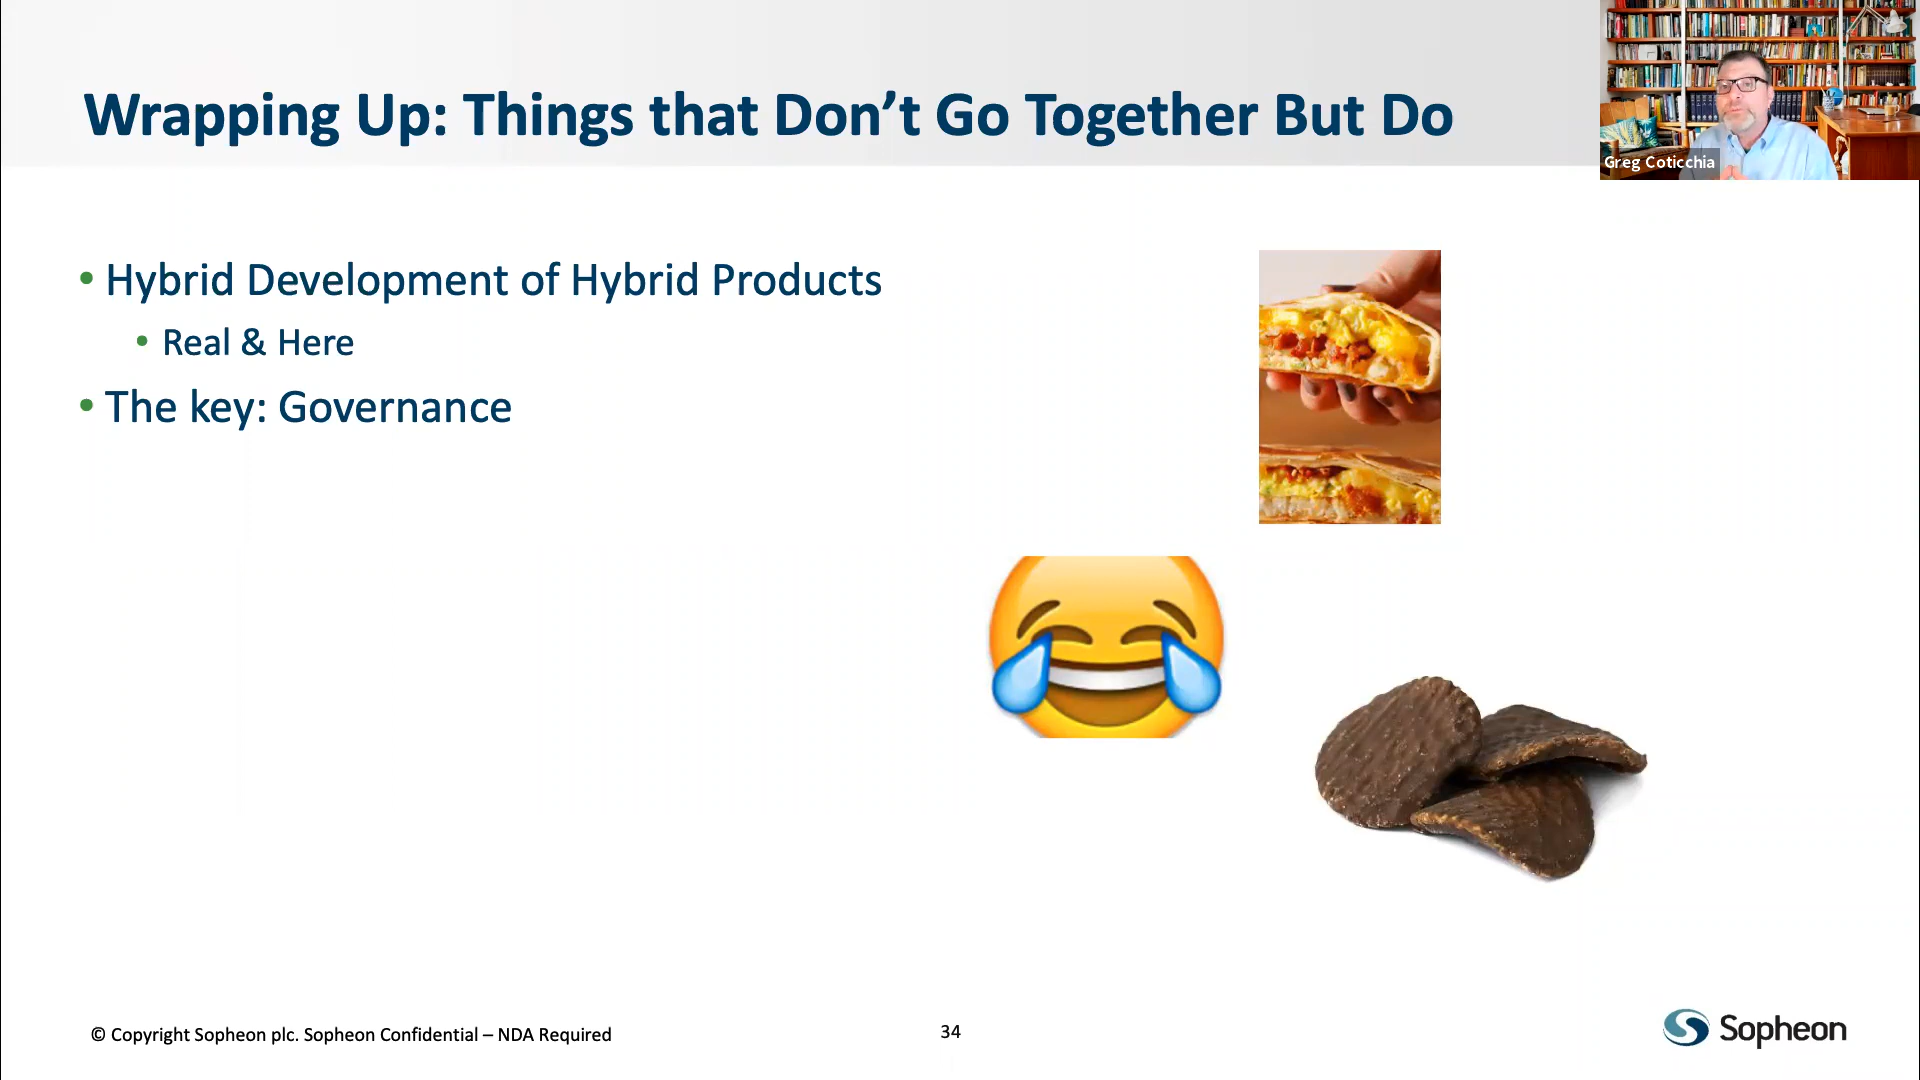 Wrapping Up: Things that Don’t Go Together But Do
Greg Coticchia
• Hybrid Development of Hybrid Products
• Real & Here
• The key: Governance
© Copyright Sopheon plc. Sopheon Confidential – NDA Required
34
Sopheon